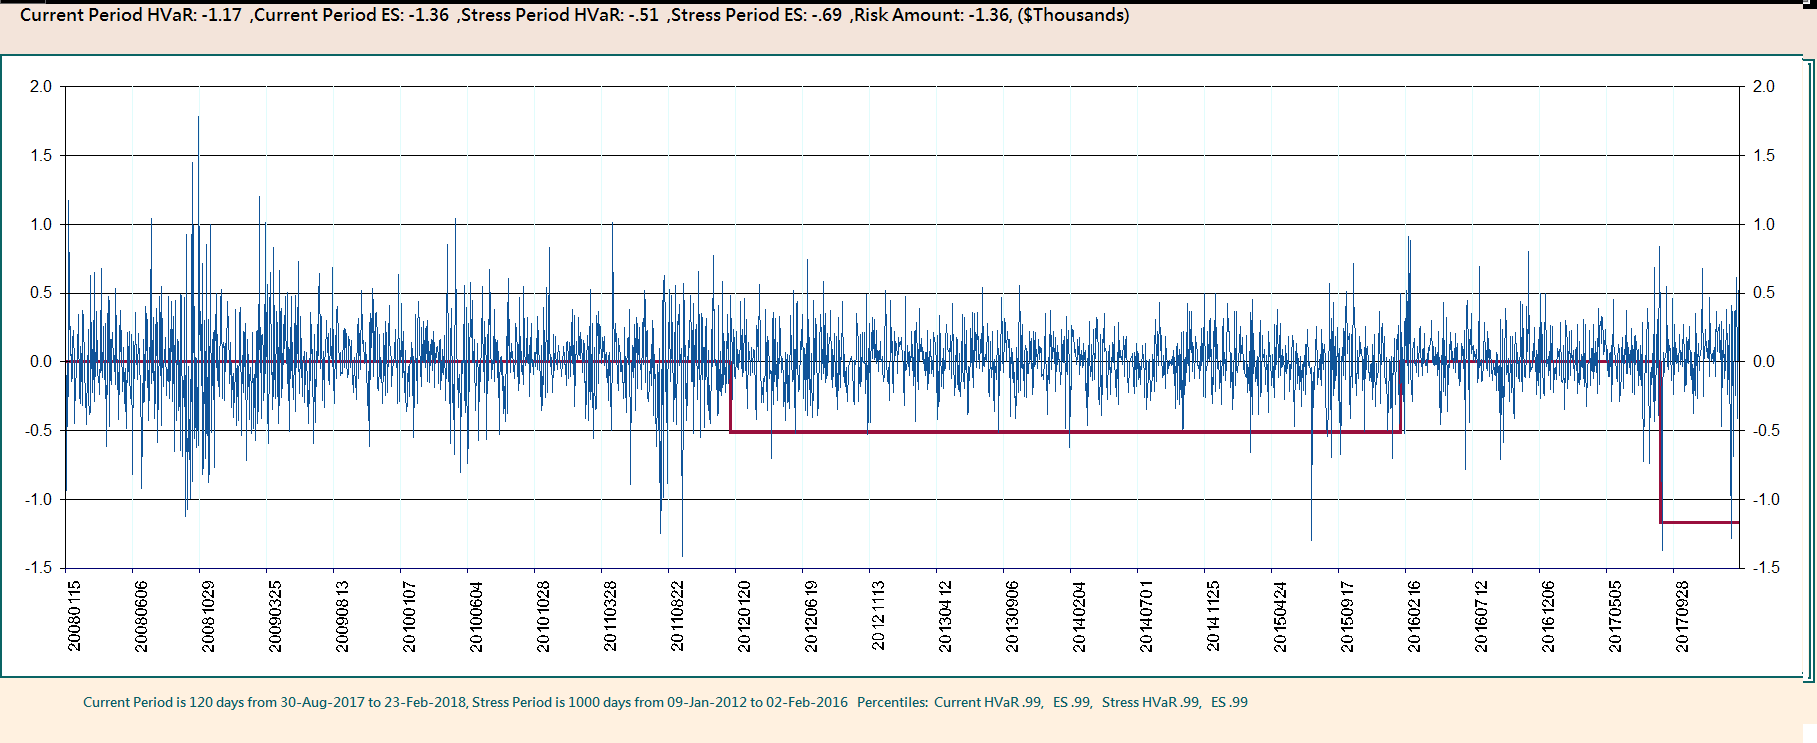 Current Period HVaR: -1.17 ,Current Period ES: -1.36 ,Stress Period HVaR: -.51 ,Stress Period ES: -.69 ,Risk Amount: -1.36, ($Thousands)
2.0 2.0
1.5 1.5
1.0 1.0
0.5 0.5
0.0 0.0
-0.5 -0.5
-1.0 -1.0
-1.5 -1.5
20080115 20080606 20081029 20090325 20090813 20100107 20100604 20101028 20110328 20110822 20120120 20120619 20121113 20130412 20130906 20140204 20140701 20141125 20150424 20150917 20160216 20160712 20161206 20170505 20170928
Current Period is 120 days from 30-Aug-2017 to 23-Feb-2018, Stress Period is 1000 days from 09-Jan-2012 to 02-Feb-2016 Percentiles: Current HVaR .99, ES .99, Stress HVaR .99, ES .99